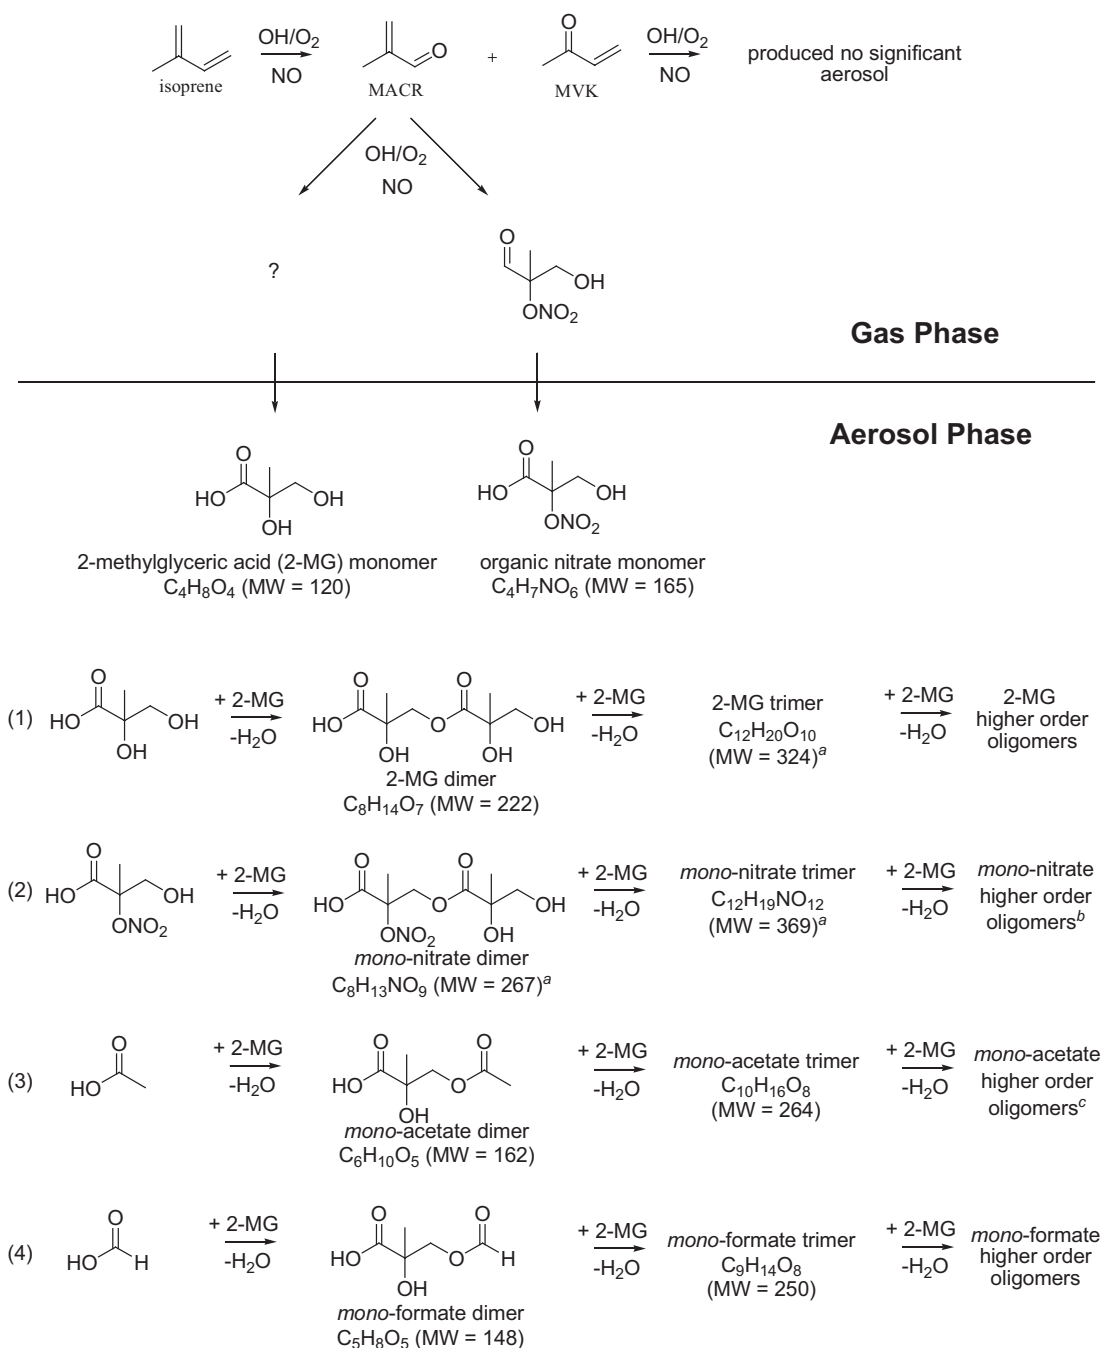 OH/O2
NO
isoprene
O
MACR
+
O
MVK
OH/O2
NO
produced no significant
aerosol
OH/O2
NO
?
O
OH
ONO2
Gas Phase
Aerosol Phase
O
HO
OH
OH
2-methylglyceric acid (2-MG) monomer
C4H8O4 (MW = 120)
O
HO
OH
ONO2
organic nitrate monomer
C4H7NO6 (MW = 165)
(1)
O
HO
OH
OH
+ 2-MG
-H2O
O
HO
OH
O
O
OH
OH
2-MG dimer
C8H14O7 (MW = 222)
+ 2-MG
-H2O
2-MG trimer
C12H20O10
(MW = 324)a
+ 2-MG
-H2O
2-MG
higher order
oligomers
(2)
O
HO
OH
ONO2
+ 2-MG
-H2O
O
HO
ONO2
O
O
OH
OH
mono-nitrate dimer
C8H13NO9 (MW = 267)a
+ 2-MG
-H2O
mono-nitrate trimer
C12H19NO12
(MW = 369)a
+ 2-MG
-H2O
mono-nitrate
higher order
oligomersb
(3)
O
HO
+ 2-MG
-H2O
O
HO
OH
O
O
mono-acetate dimer
C6H10O5 (MW = 162)
+ 2-MG
-H2O
mono-acetate trimer
C10H16O8
(MW = 264)
+ 2-MG
-H2O
mono-acetate
higher order
oligomersc
(4)
O
HO
H
+ 2-MG
-H2O
O
HO
OH
O
O
H
mono-formate dimer
C5H8O5 (MW = 148)
+ 2-MG
-H2O
mono-formate trimer
C9H14O8
(MW = 250)
+ 2-MG
-H2O
mono-formate
higher order
oligomers